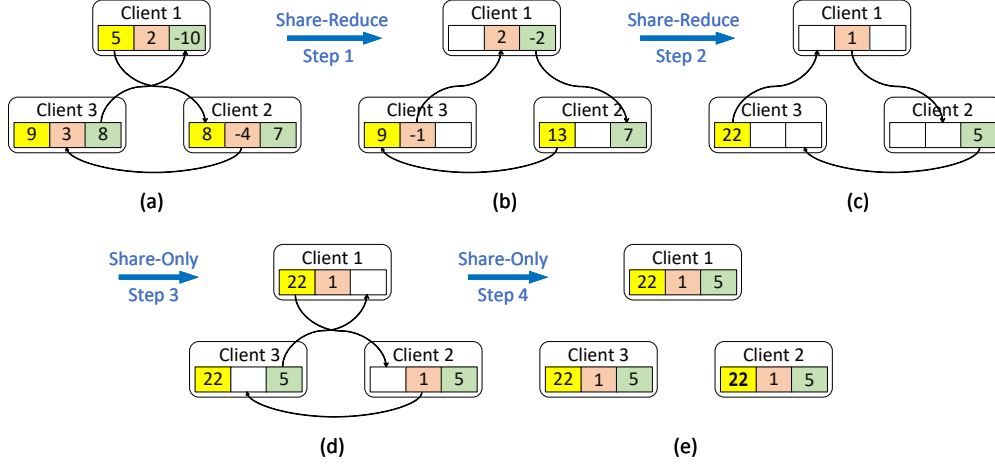 Client 1
5 2 -10
Client 3
9 3 8
Client 2
8 -4 7
(a)
Share-Reduce
Step 1
Client 1
2 -2
Client 3
9 -1
Client 2
13 7
(b)
Share-Reduce
Step 2
Client 1
1
Client 3
22
Client 2
5
(c)
Share-Only
Step 3
Client 1
22 1
Client 3
22 5
Client 2
1 5
(d)
Share-Only
Step 4
Client 1
22 1 5
Client 3
22 1 5
Client 2
22 1 5
(e)